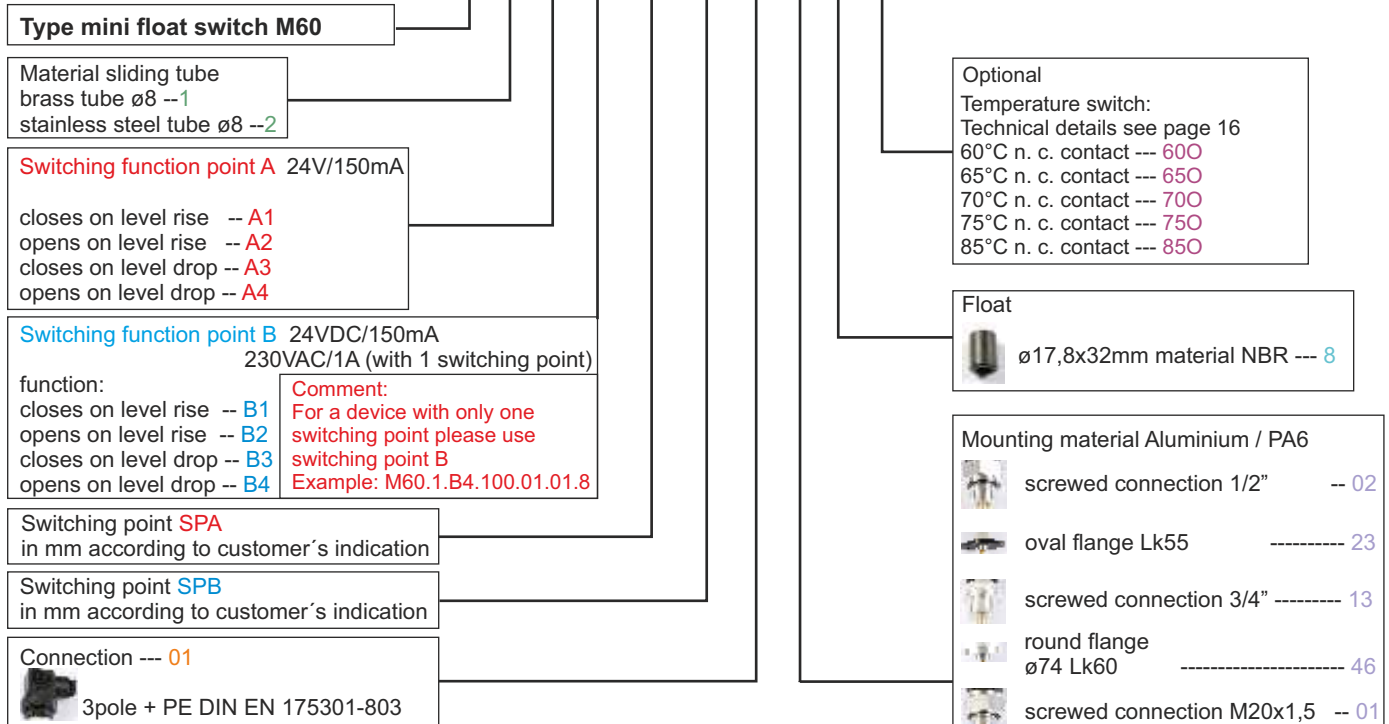 Type mini float switch M60
Material sliding tube
brass tube ø8 --1
stainless steel tube ø8 --2
Switching function point A 24V/150mA
closes on level rise -- A1
opens on level rise -- A2
closes on level drop -- A3
opens on level drop -- A4
Switching function point B 24VDC/150mA
230VAC/1A (with 1 switching point)
function:
closes on level rise -- B1
opens on level rise -- B2
closes on level drop -- B3
opens on level drop -- B4
Comment:
For a device with only one
switching point please use
switching point B
Example: M60.1.B4.100.01.01.8
Switching point SPA
in mm according to customer´s indication
Switching point SPB
in mm according to customer´s indication
Connection --- 01
3pole + PE DIN EN 175301-803
Optional
Temperature switch:
Technical details see page 16
60°C n. c. contact --- 60O
65°C n. c. contact --- 65O
70°C n. c. contact --- 70O
75°C n. c. contact --- 75O
85°C n. c. contact --- 85O
Float
ø17,8x32mm material NBR --- 8
Mounting material Aluminium / PA6
screwed connection 1/2” -- 02
oval flange Lk55 ---------- 23
screwed connection 3/4” --------- 13
round flange
ø74 Lk60 ---------------------- 46
screwed connection M20x1,5 -- 01